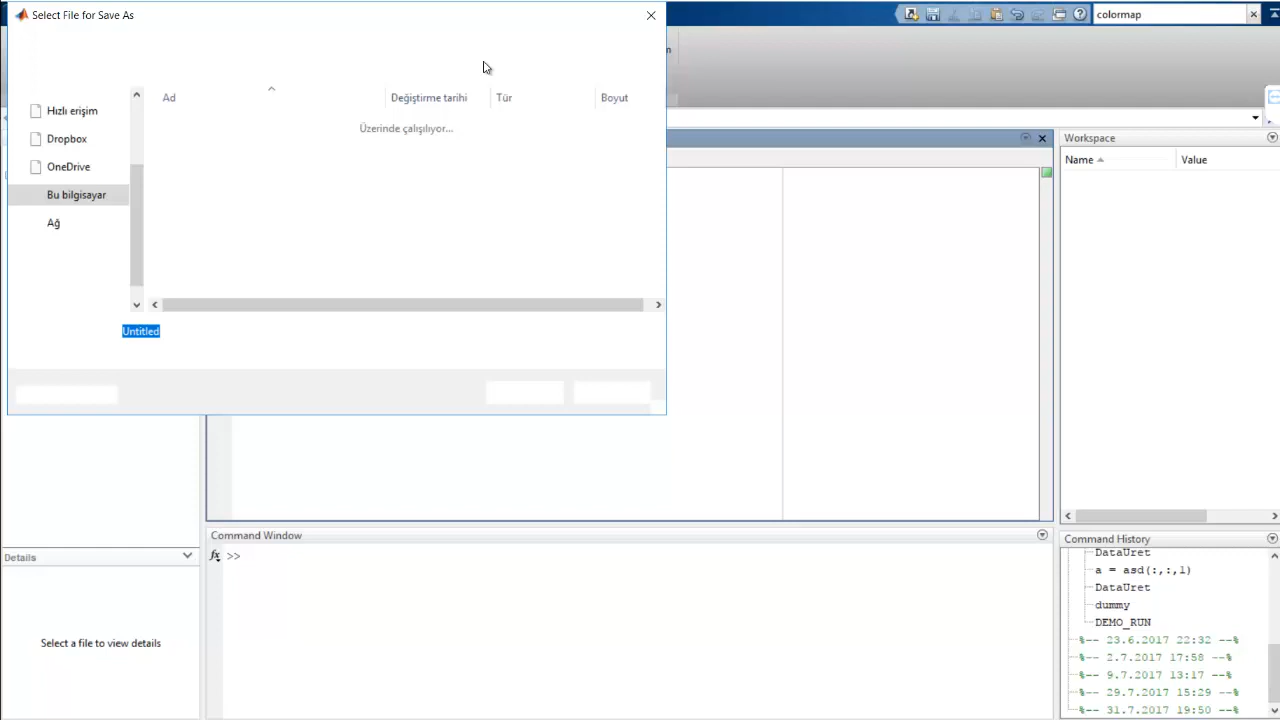 Select File for Save As
colormap
Ad
Değiştirme tarihi
Tür
Boyut
Üzerinde çalışılıyor...
Hızlı erişim
Dropbox
OneDrive
Bu bilgisayar
Ağ
Untitled
Workspace
Name
Value
Command Window
fx >>
Details
Select a file to view details
Command History
DataUret
a = asd(:,:,1)
DataUret
dummy
DEMO_RUN
%-- 23.6.2017 22:32 --%
%-- 2.7.2017 17:58 --%
%-- 9.7.2017 13:17 --%
%-- 29.7.2017 15:29 --%
%-- 31.7.2017 19:50 --%